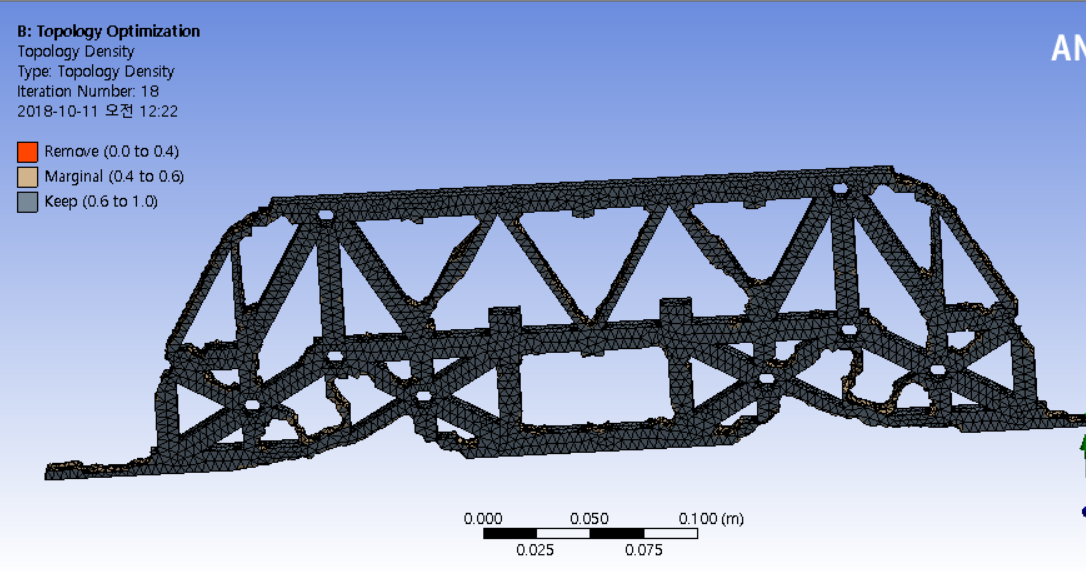 B: Topology Optimization
Topology Density
Type: Topology Density
Iteration Number: 18
2018-10-11 오전 12:22
Remove (0.0 to 0.4)
Marginal (0.4 to 0.6)
Keep (0.6 to 1.0)
AN
0.000 0.050 0.100 (m)
0.025 0.075